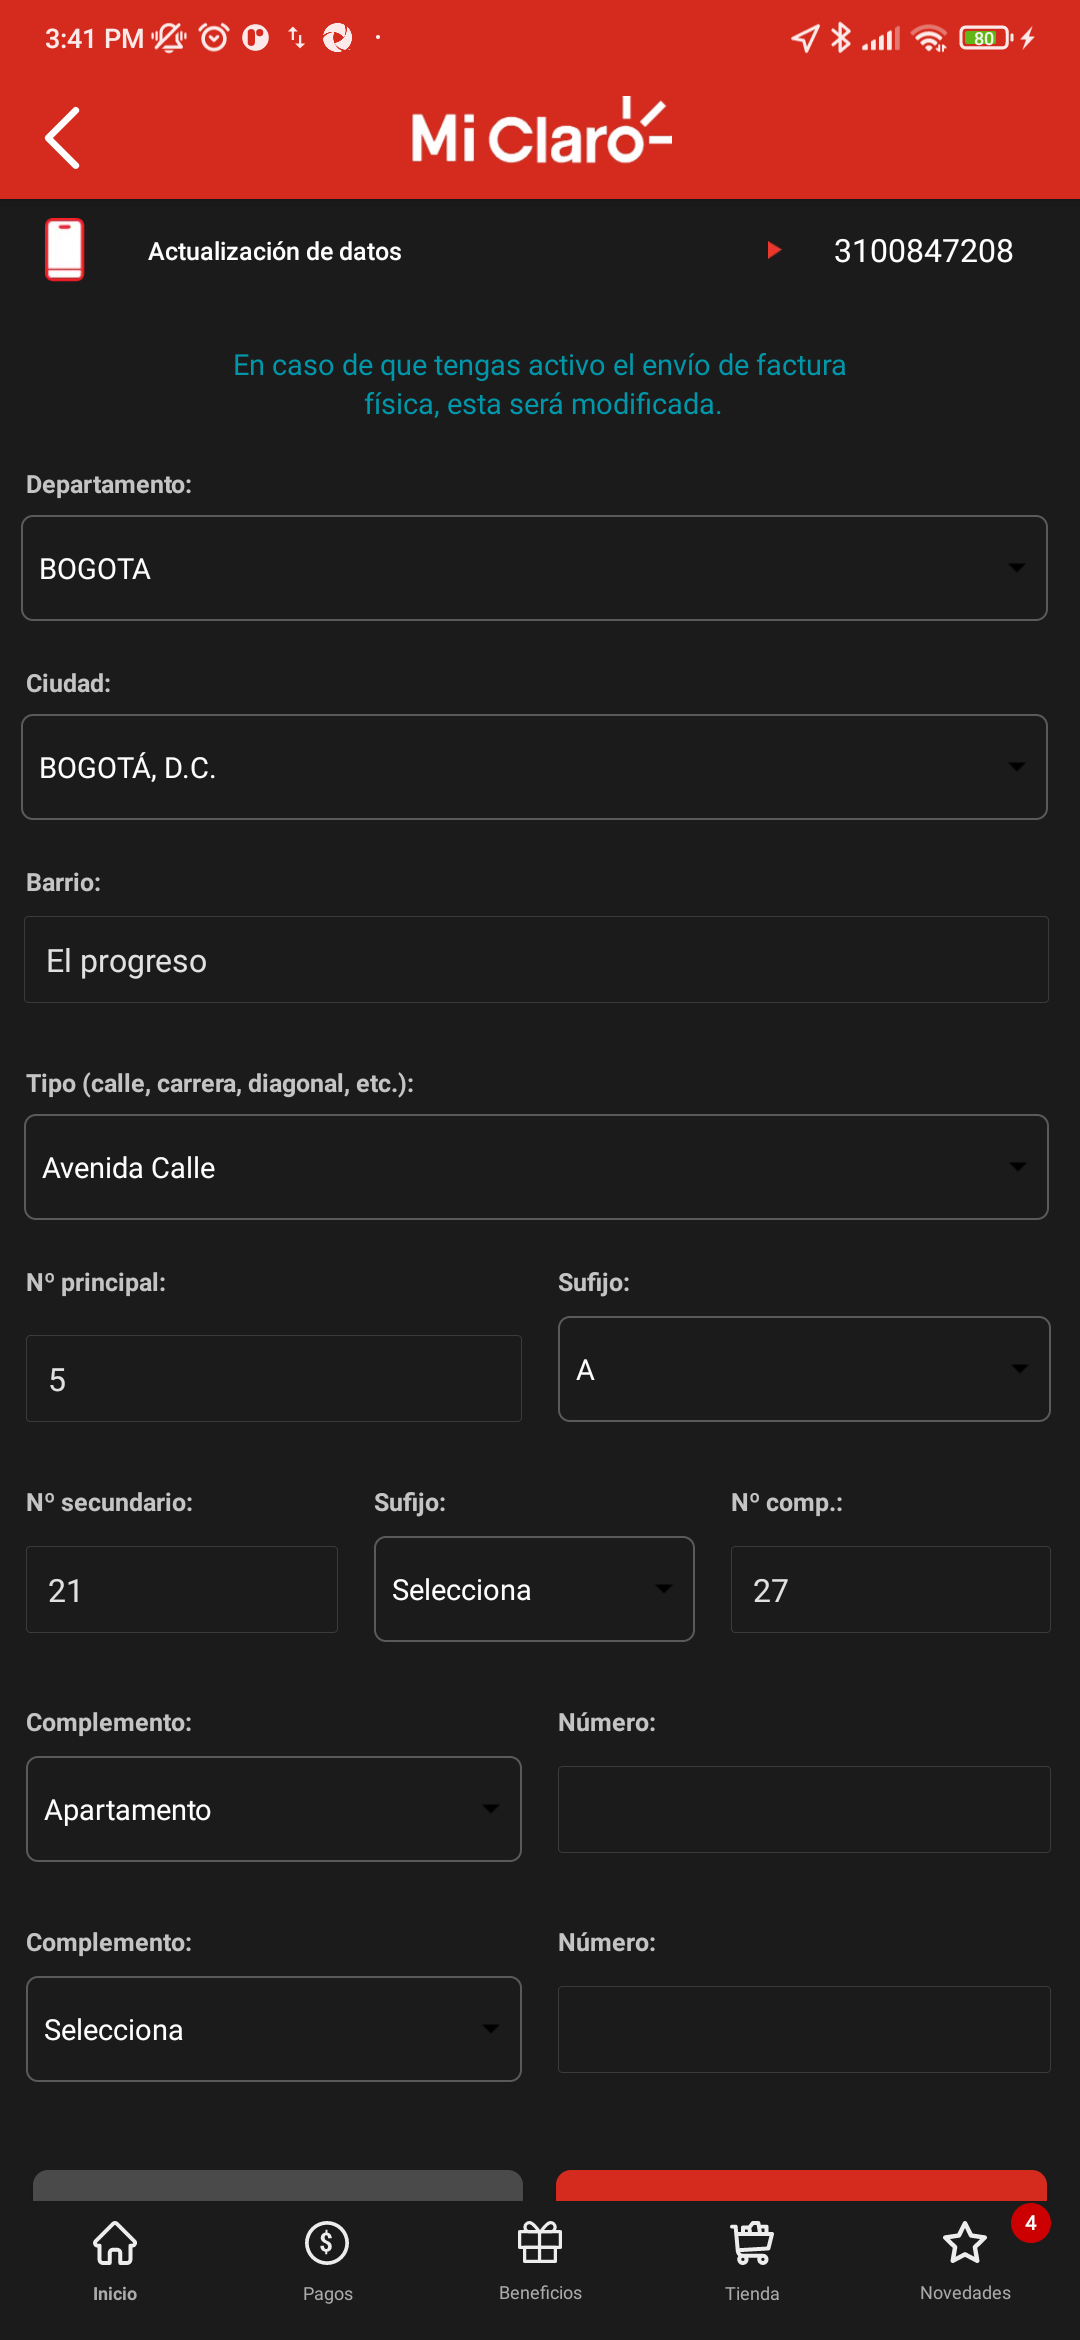 3:41 PM
80
Mi Claro
Actualización de datos
3100847208
En caso de que tengas activo el envío de factura
física, esta será modificada.
Departamento:
BOGOTA
Ciudad:
BOGOTÁ, D.C.
Barrio:
El progreso
Tipo (calle, carrera, diagonal, etc.):
Avenida Calle
Nº principal:
Sufijo:
5
A
Nº secundario:
Sufijo:
Nº comp.:
21
Selecciona
27
Complemento:
Número:
Apartamento
Complemento:
Número:
Selecciona
4
Inicio
Pagos
Beneficios
Tienda
Novedades